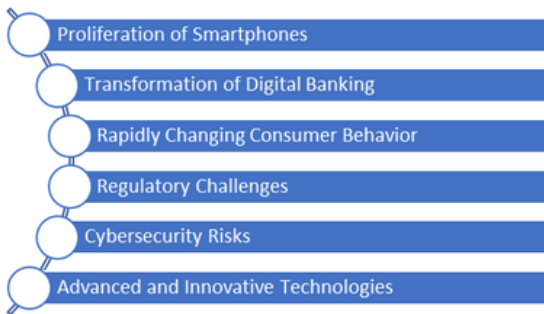 Proliferation of Smartphones
Transformation of Digital Banking
Rapidly Changing Consumer Behavior
Regulatory Challenges
Cybersecurity Risks
Advanced and Innovative Technologies